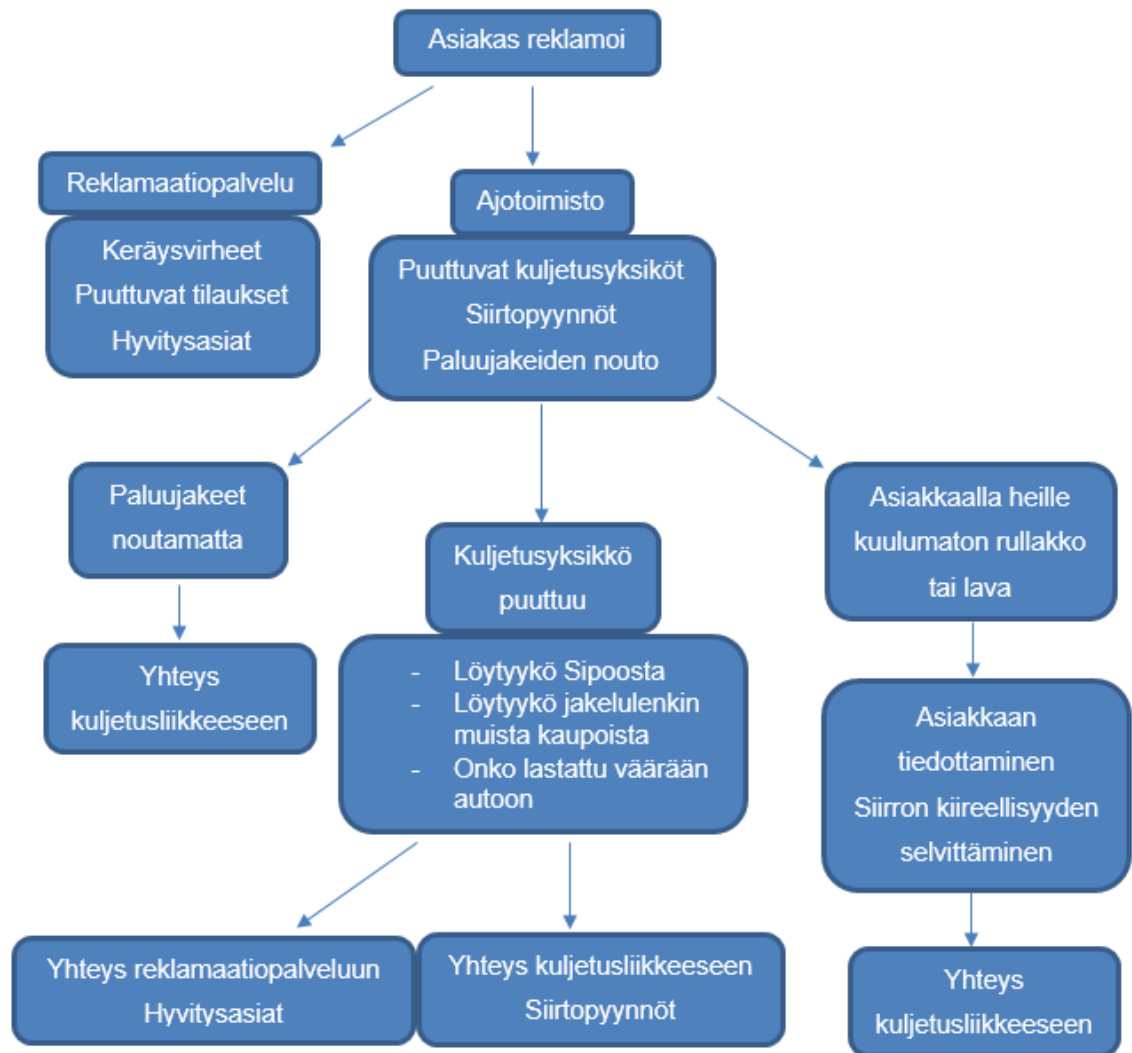 Asiakas reklamoi
Reklamaatiopalvelu
Keräysvirheet
Puuttuvat tilaukset
Hyvitysasiat
Ajotoimisto
Puuttuvat kuljetusyksiköt
Siirtopyynnöt
Paluujakeiden nouto
Paluujakeet
noutamatta
Yhteys
kuljetusliikkeeseen
Kuljetusyksikkö
puuttuu
- Löytyykö Sipoosta
- Löytyykö jakelulenkin
muista kaupoista
- Onko lastattu väärään
autoon
Yhteys reklamaatiopalveluun
Hyvitysasiat
Yhteys kuljetusliikkeeseen
Siirtopyynnöt
Asiakkaalla heille
kuulumaton rullakko
tai lava
Asiakkaan
tiedottaminen
Siirron kiireellisyyden
selvittäminen
Yhteys
kuljetusliikkeeseen